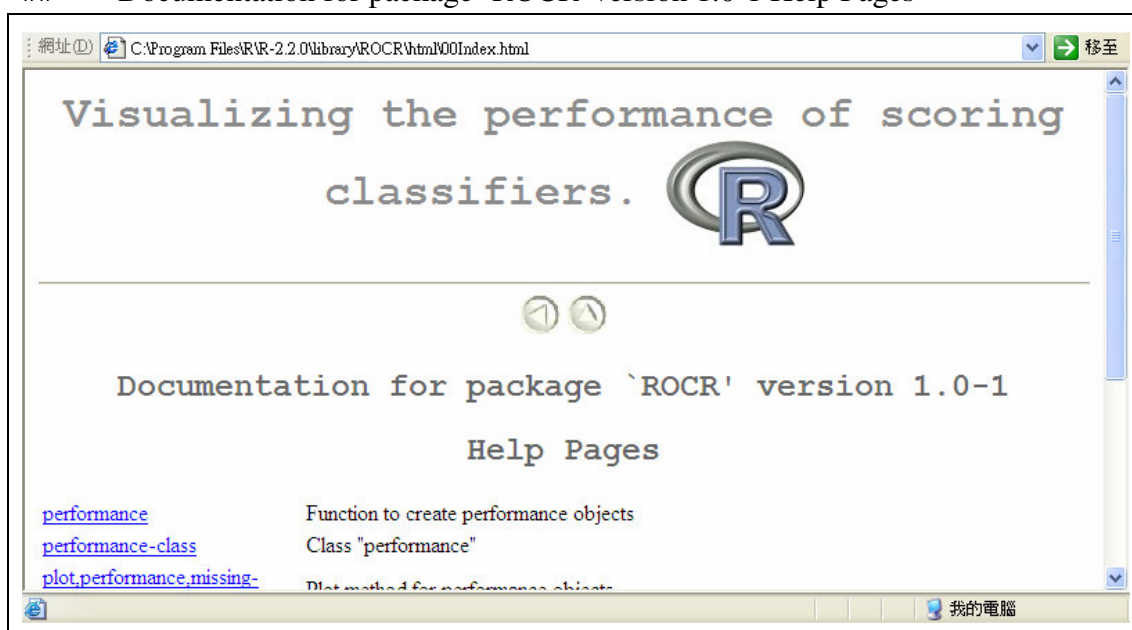 Documentation for package ROCR version 1.0-1 Help Pages
網址(D) C:\Program Files\R\R-2.2.0\library\ROCR\html\00Index.html 移至
Visualizing the performance of scoring
classifiers. R
Documentation for package `ROCR' version 1.0-1
Help Pages
performance Function to create performance objects
performance-class Class "performance"
plot,performance,missing- Plot method for performance objects
我的電腦